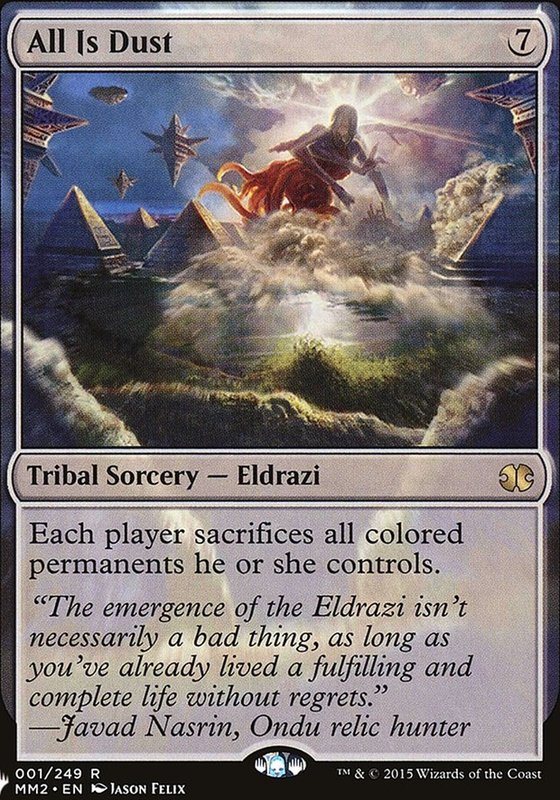 All Is Dust 7
Tribal Sorcery — Eldrazi
Each player sacrifices all colored
permanents he or she controls.
“The emergence of the Eldrazi isn’t
necessarily a bad thing, as long as
you’ve already lived a fulfilling and
complete life without regrets.”
—Javad Nasrin, Ondu relic hunter
001/249 R
MM2 • EN Jason Felix
™ & © 2015 Wizards of the Coast